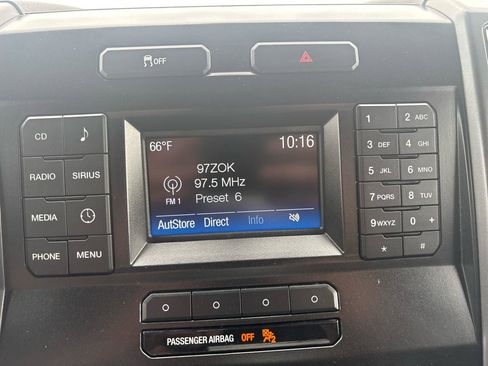 OFF
66°F 10:16
97ZOK
97.5 MHz
FM 1 Preset 6
AutoStore Direct Info
CD
RADIO SIRIUS
MEDIA
PHONE MENU
1 2 ABC
3 DEF 4 GHI
5 JKL 6 MNO
7 PQRS 8 TUV
9 WXYZ 0 +
* #
PASSENGER AIRBAG OFF 2